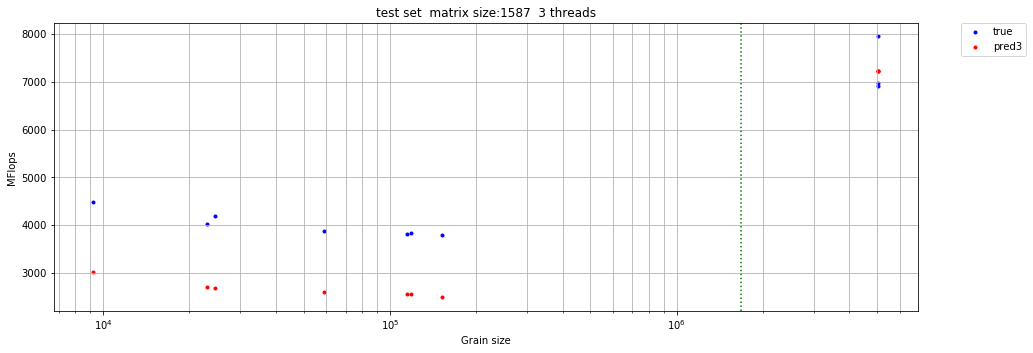 test set  matrix size:1587  3 threads
true
pred3
8000
7000
6000
5000
4000
3000
MFlops
10^4
10^5
10^6
Grain size